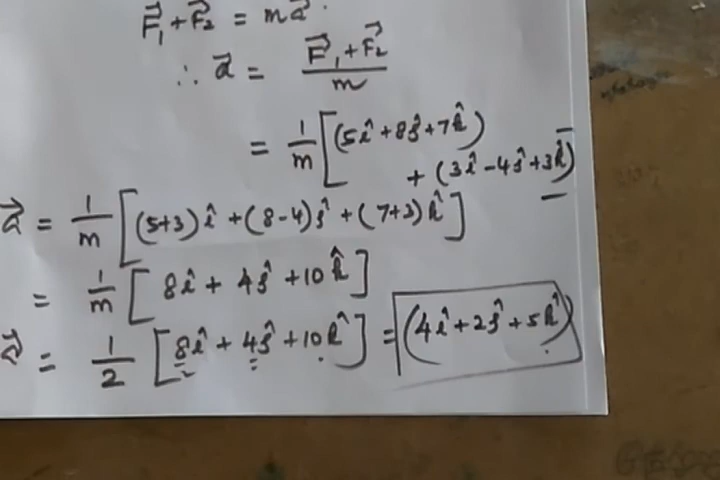 F⃗₁ + F⃗₂ = ma⃗.
∴ a⃗ = (F⃗₁ + F⃗₂)/m
= 1/m [(5î + 8ĵ + 7k̂)
+ (3î − 4ĵ + 3k̂)
a⃗ = 1/m [(5+3)î + (8−4)ĵ + (7+3)k̂]
= 1/m [8î + 4ĵ + 10k̂]
a⃗ = 1/2 [8î + 4ĵ + 10k̂] = (4î + 2ĵ + 5k̂)